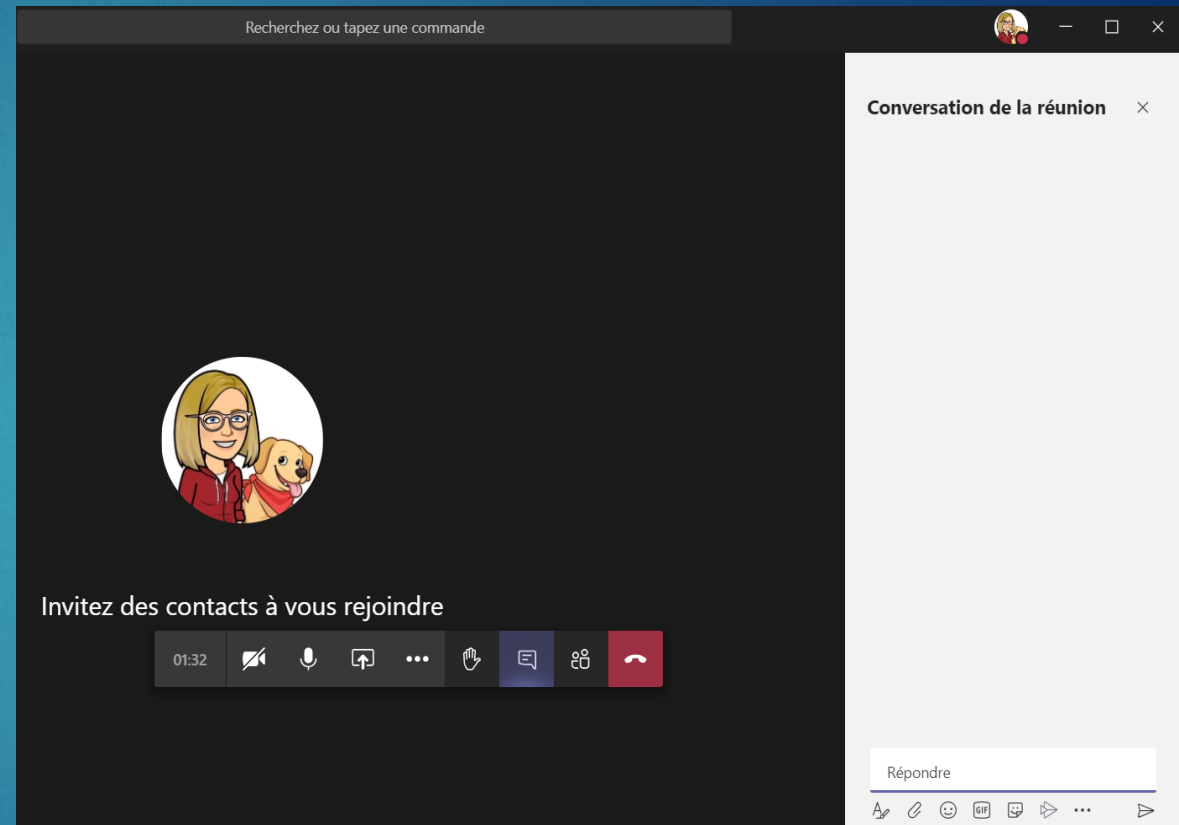 Recherchez ou tapez une commande
Conversation de la réunion
Invitez des contacts à vous rejoindre
01:32
Répondre
GIF